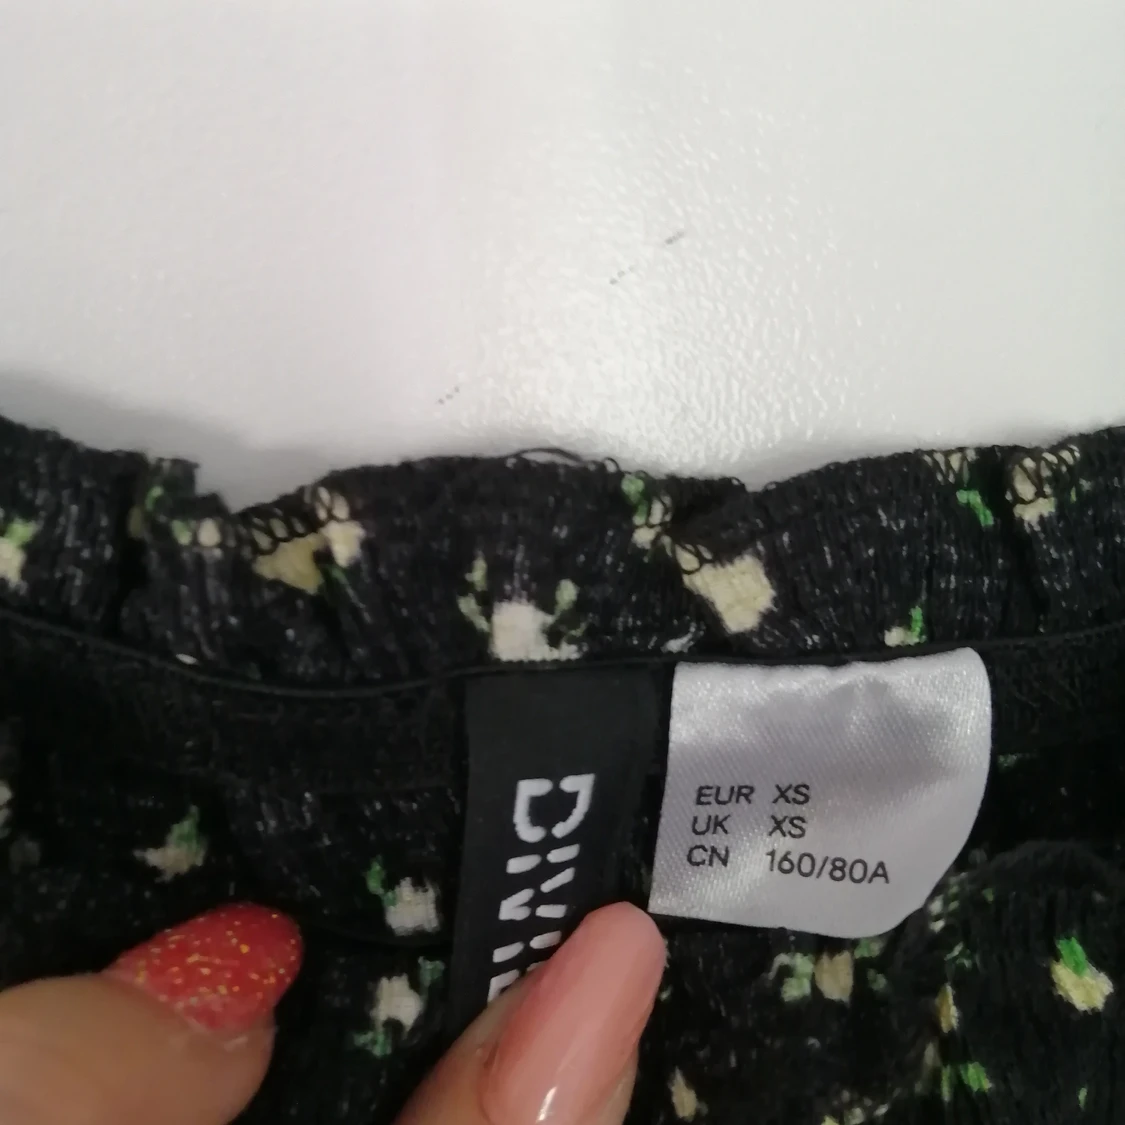 EUR XS
UK XS
CN 160/80A